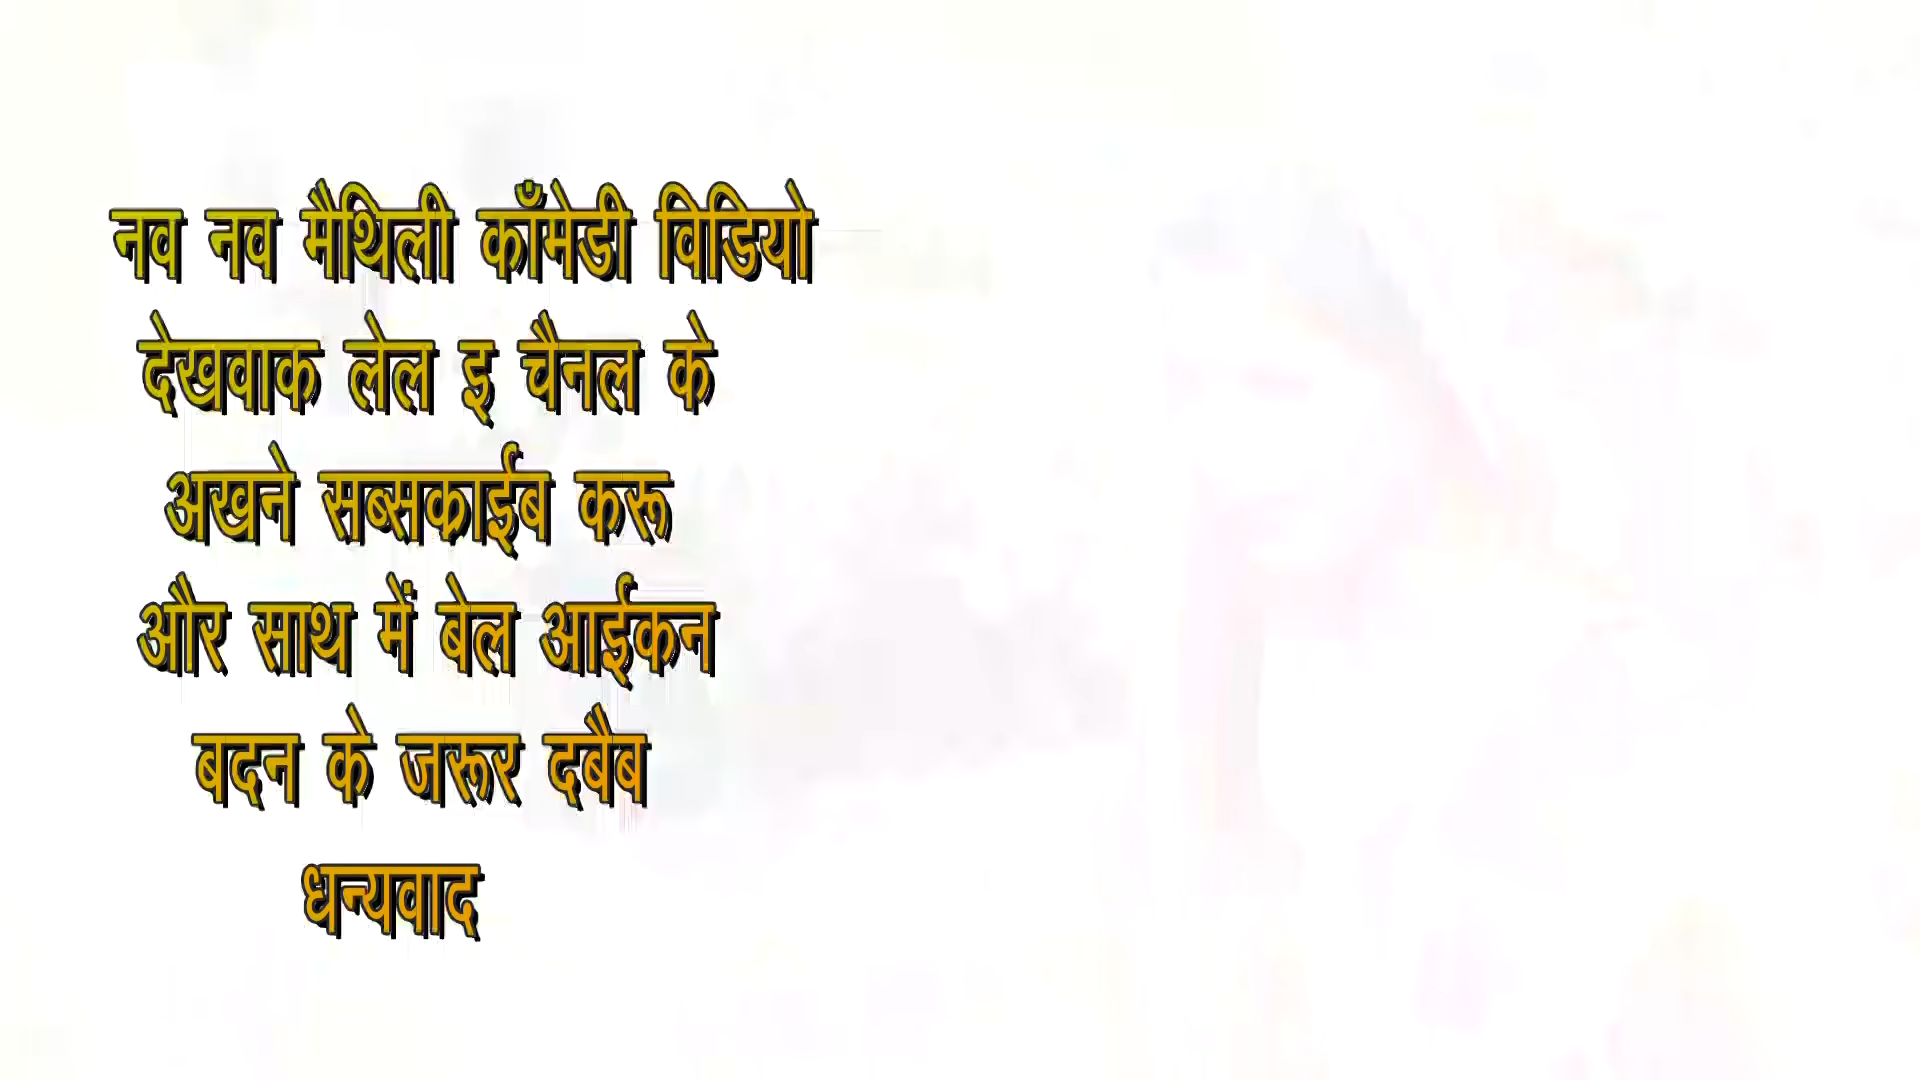 नव नव मैथिली काँमेडी विडियो
देखवाक लेल इ चैनल के
अखने सब्सक्राईब करू
और साथ में बेल आईकन
बदन के जरूर दबैब
धन्यवाद